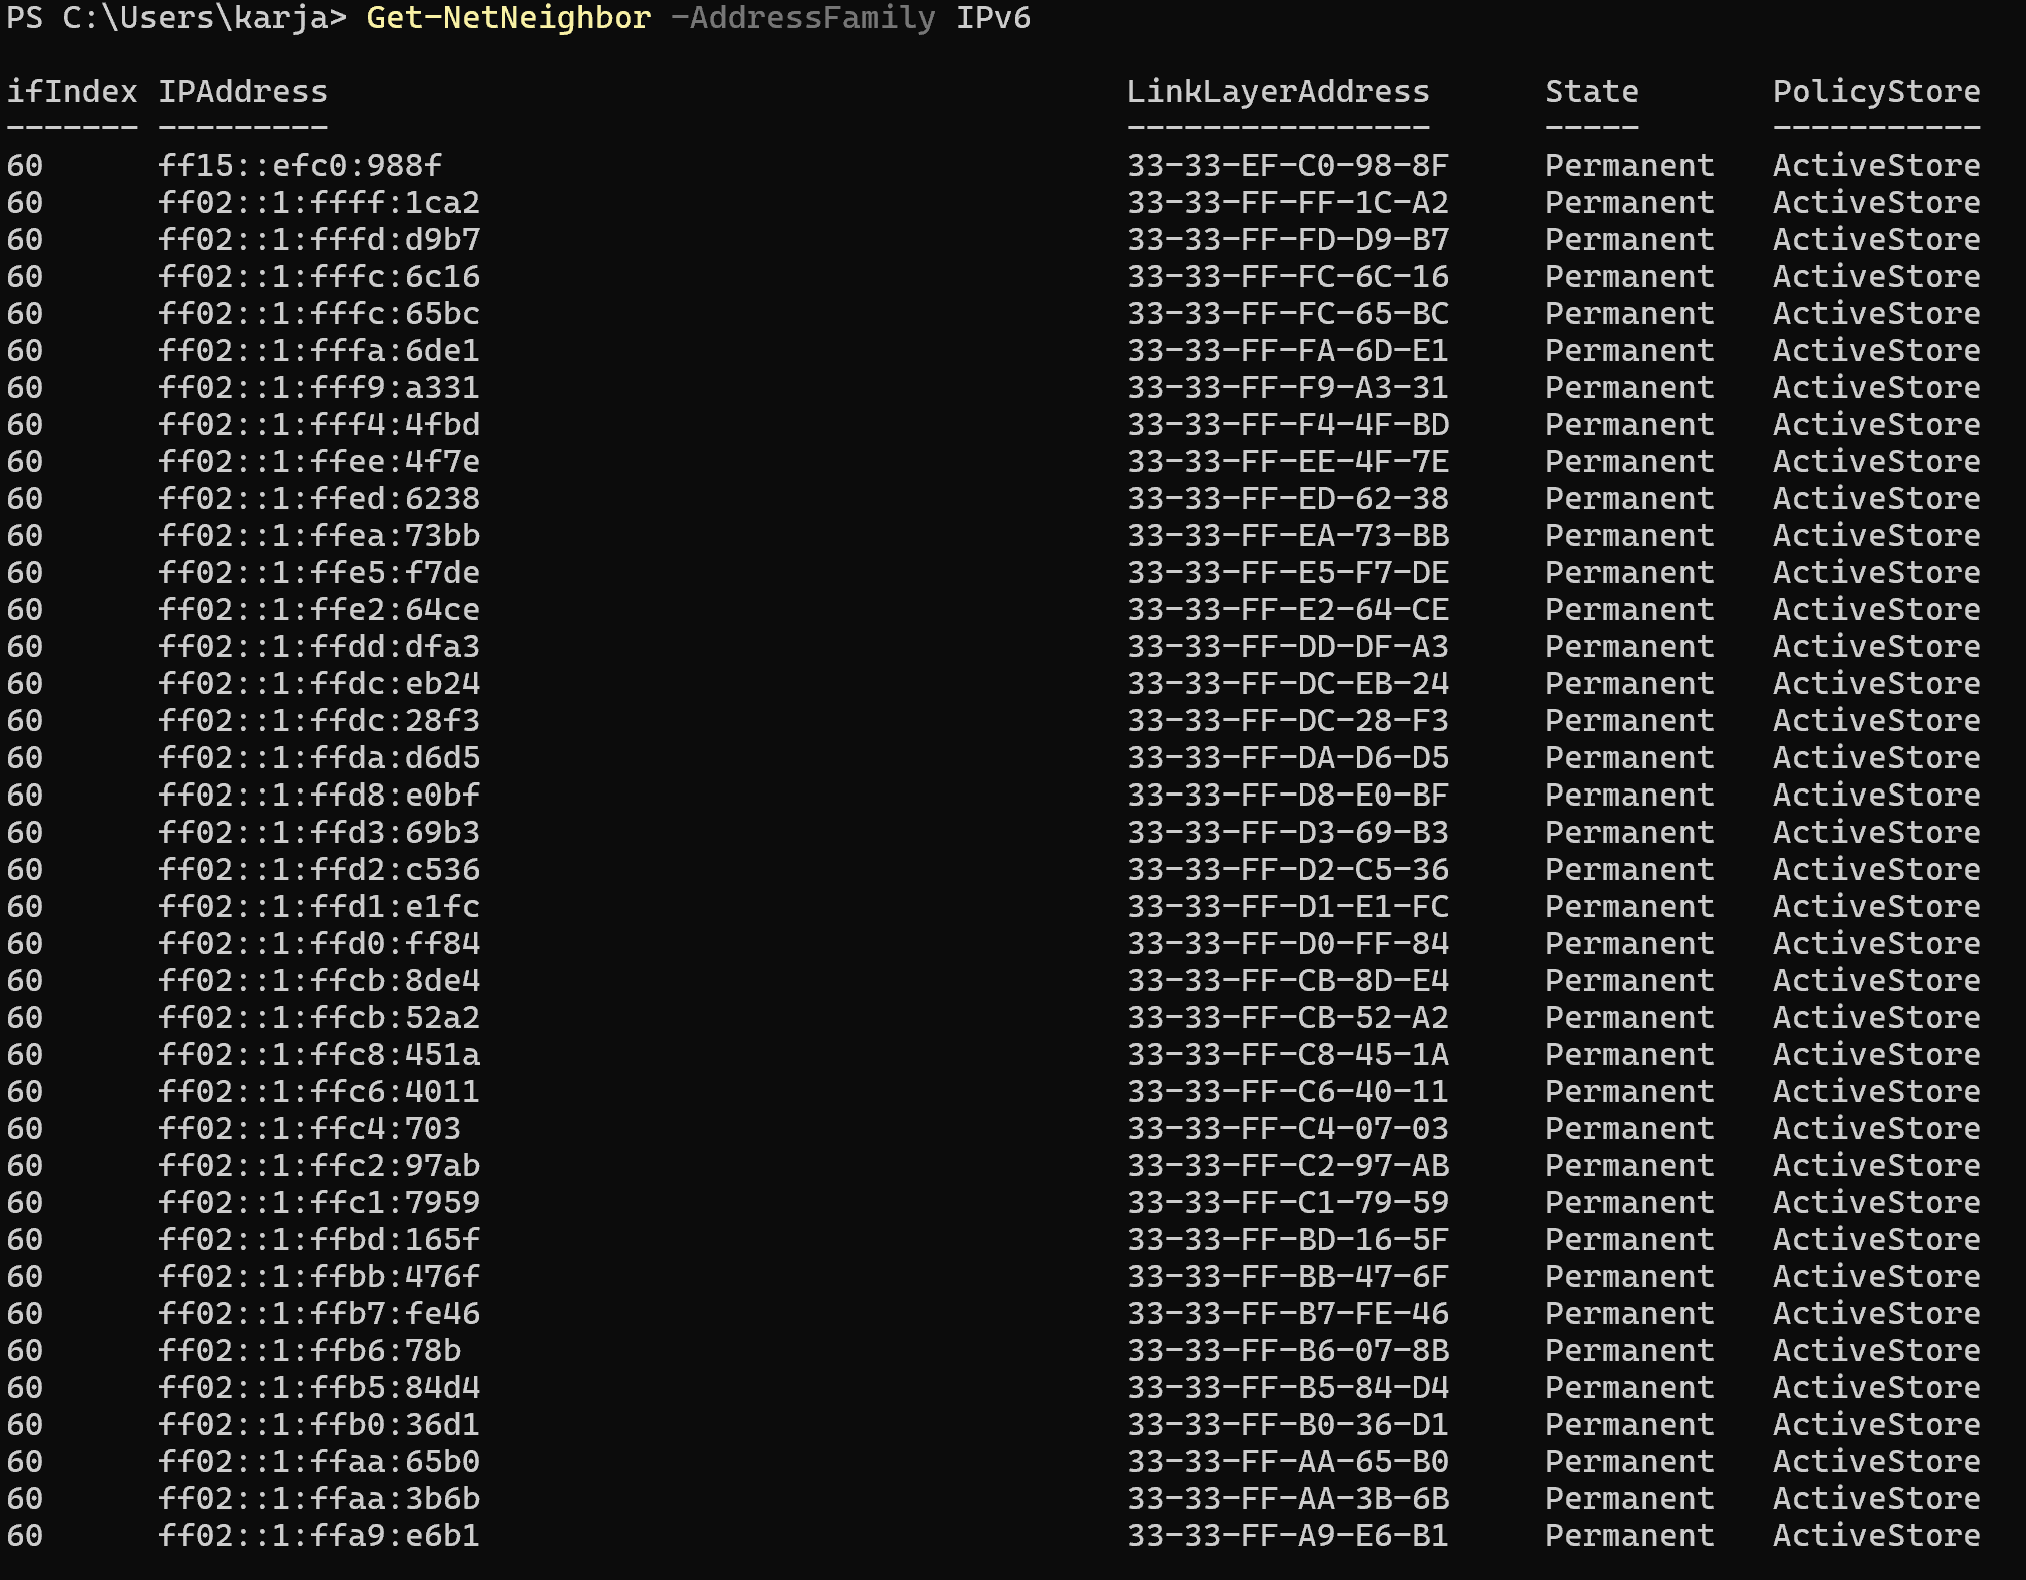 PS C:\Users\karja> Get-NetNeighbor -AddressFamily IPv6
ifIndex IPAddress LinkLayerAddress State PolicyStore
------- --------- ---------------- ----- -----------
60 ff15::efc0:988f 33-33-EF-C0-98-8F Permanent ActiveStore
60 ff02::1:ffff:1ca2 33-33-FF-FF-1C-A2 Permanent ActiveStore
60 ff02::1:fffd:d9b7 33-33-FF-FD-D9-B7 Permanent ActiveStore
60 ff02::1:fffc:6c16 33-33-FF-FC-6C-16 Permanent ActiveStore
60 ff02::1:fffc:65bc 33-33-FF-FC-65-BC Permanent ActiveStore
60 ff02::1:fffa:6de1 33-33-FF-FA-6D-E1 Permanent ActiveStore
60 ff02::1:fff9:a331 33-33-FF-F9-A3-31 Permanent ActiveStore
60 ff02::1:fff4:4fbd 33-33-FF-F4-4F-BD Permanent ActiveStore
60 ff02::1:ffee:4f7e 33-33-FF-EE-4F-7E Permanent ActiveStore
60 ff02::1:ffed:6238 33-33-FF-ED-62-38 Permanent ActiveStore
60 ff02::1:ffea:73bb 33-33-FF-EA-73-BB Permanent ActiveStore
60 ff02::1:ffe5:f7de 33-33-FF-E5-F7-DE Permanent ActiveStore
60 ff02::1:ffe2:64ce 33-33-FF-E2-64-CE Permanent ActiveStore
60 ff02::1:ffdd:dfa3 33-33-FF-DD-DF-A3 Permanent ActiveStore
60 ff02::1:ffdc:eb24 33-33-FF-DC-EB-24 Permanent ActiveStore
60 ff02::1:ffdc:28f3 33-33-FF-DC-28-F3 Permanent ActiveStore
60 ff02::1:ffda:d6d5 33-33-FF-DA-D6-D5 Permanent ActiveStore
60 ff02::1:ffd8:e0bf 33-33-FF-D8-E0-BF Permanent ActiveStore
60 ff02::1:ffd3:69b3 33-33-FF-D3-69-B3 Permanent ActiveStore
60 ff02::1:ffd2:c536 33-33-FF-D2-C5-36 Permanent ActiveStore
60 ff02::1:ffd1:e1fc 33-33-FF-D1-E1-FC Permanent ActiveStore
60 ff02::1:ffd0:ff84 33-33-FF-D0-FF-84 Permanent ActiveStore
60 ff02::1:ffcb:8de4 33-33-FF-CB-8D-E4 Permanent ActiveStore
60 ff02::1:ffcb:52a2 33-33-FF-CB-52-A2 Permanent ActiveStore
60 ff02::1:ffc8:451a 33-33-FF-C8-45-1A Permanent ActiveStore
60 ff02::1:ffc6:4011 33-33-FF-C6-40-11 Permanent ActiveStore
60 ff02::1:ffc4:703 33-33-FF-C4-07-03 Permanent ActiveStore
60 ff02::1:ffc2:97ab 33-33-FF-C2-97-AB Permanent ActiveStore
60 ff02::1:ffc1:7959 33-33-FF-C1-79-59 Permanent ActiveStore
60 ff02::1:ffbd:165f 33-33-FF-BD-16-5F Permanent ActiveStore
60 ff02::1:ffbb:476f 33-33-FF-BB-47-6F Permanent ActiveStore
60 ff02::1:ffb7:fe46 33-33-FF-B7-FE-46 Permanent ActiveStore
60 ff02::1:ffb6:78b 33-33-FF-B6-07-8B Permanent ActiveStore
60 ff02::1:ffb5:84d4 33-33-FF-B5-84-D4 Permanent ActiveStore
60 ff02::1:ffb0:36d1 33-33-FF-B0-36-D1 Permanent ActiveStore
60 ff02::1:ffaa:65b0 33-33-FF-AA-65-B0 Permanent ActiveStore
60 ff02::1:ffaa:3b6b 33-33-FF-AA-3B-6B Permanent ActiveStore
60 ff02::1:ffa9:e6b1 33-33-FF-A9-E6-B1 Permanent ActiveStore